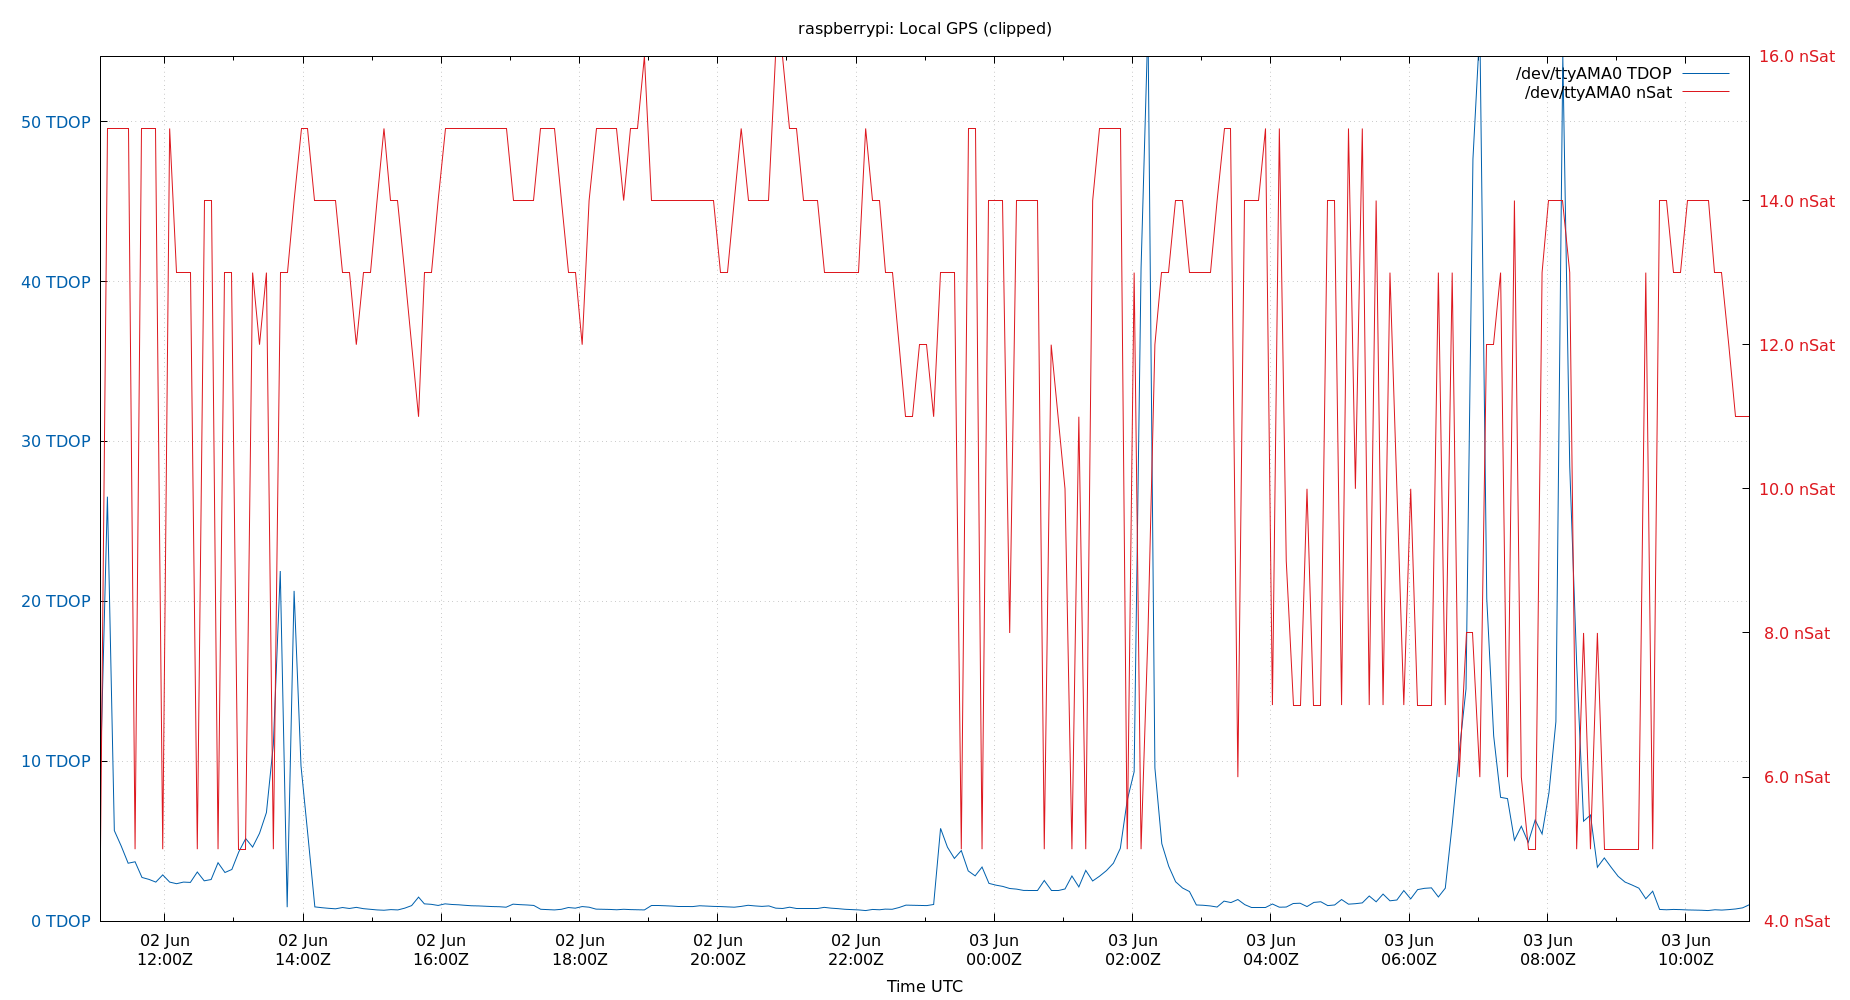 raspberrypi: Local GPS (clipped)
/dev/ttyAMA0 TDOP
/dev/ttyAMA0 nSat
50 TDOP
40 TDOP
30 TDOP
20 TDOP
10 TDOP
0 TDOP
16.0 nSat
14.0 nSat
12.0 nSat
10.0 nSat
8.0 nSat
6.0 nSat
4.0 nSat
02 Jun
12:00Z
02 Jun
14:00Z
02 Jun
16:00Z
02 Jun
18:00Z
02 Jun
20:00Z
02 Jun
22:00Z
03 Jun
00:00Z
03 Jun
02:00Z
03 Jun
04:00Z
03 Jun
06:00Z
03 Jun
08:00Z
03 Jun
10:00Z
Time UTC